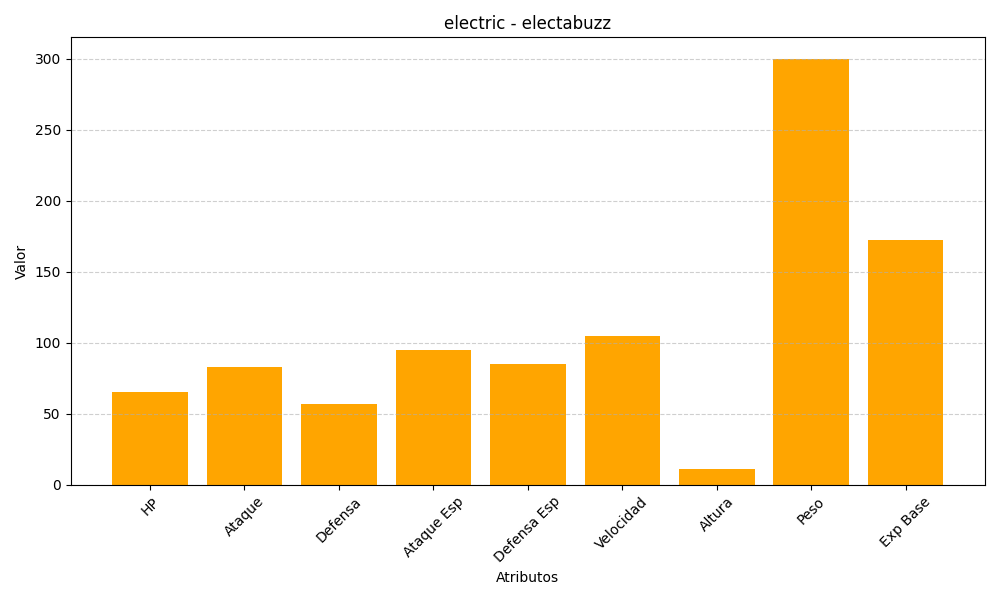 electric - electabuzz
Valor
300
250
200
150
100
50
0
HP
Ataque
Defensa
Ataque Esp
Defensa Esp
Velocidad
Altura
Peso
Exp Base
Atributos